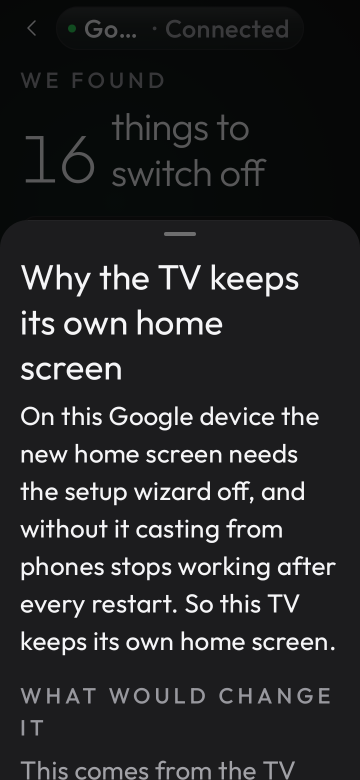 Go… · Connected
WE FOUND
16 things to
switch off
Why the TV keeps
its own home
screen
On this Google device the
new home screen needs
the setup wizard off, and
without it casting from
phones stops working after
every restart. So this TV
keeps its own home screen.
WHAT WOULD CHANGE
IT
This comes from the TV